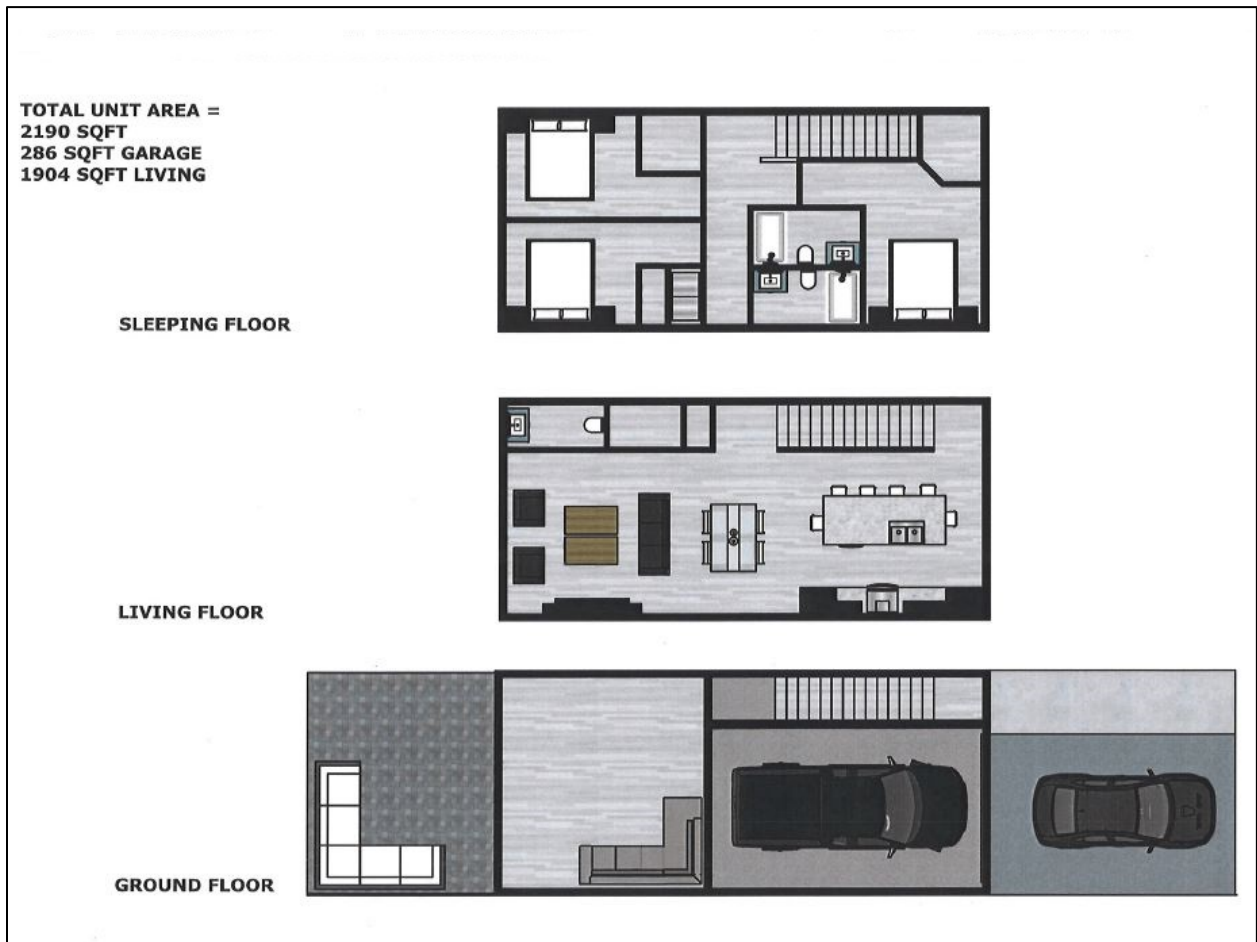 TOTAL UNIT AREA =
2190 SQFT
286 SQFT GARAGE
1904 SQFT LIVING
SLEEPING FLOOR
LIVING FLOOR
GROUND FLOOR